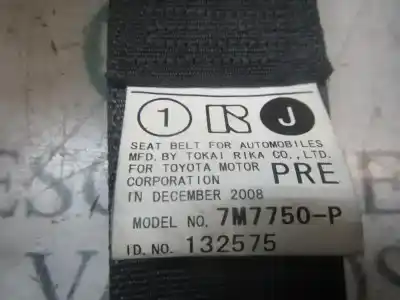 1 R J
SEAT BELT FOR AUTOMOBILES
MFD. BY TOKAI RIKA CO., LTD.
FOR TOYOTA MOTOR
CORPORATION PRE
IN DECEMBER 2008
MODEL NO. 7M7750-P
ID. NO. 132575